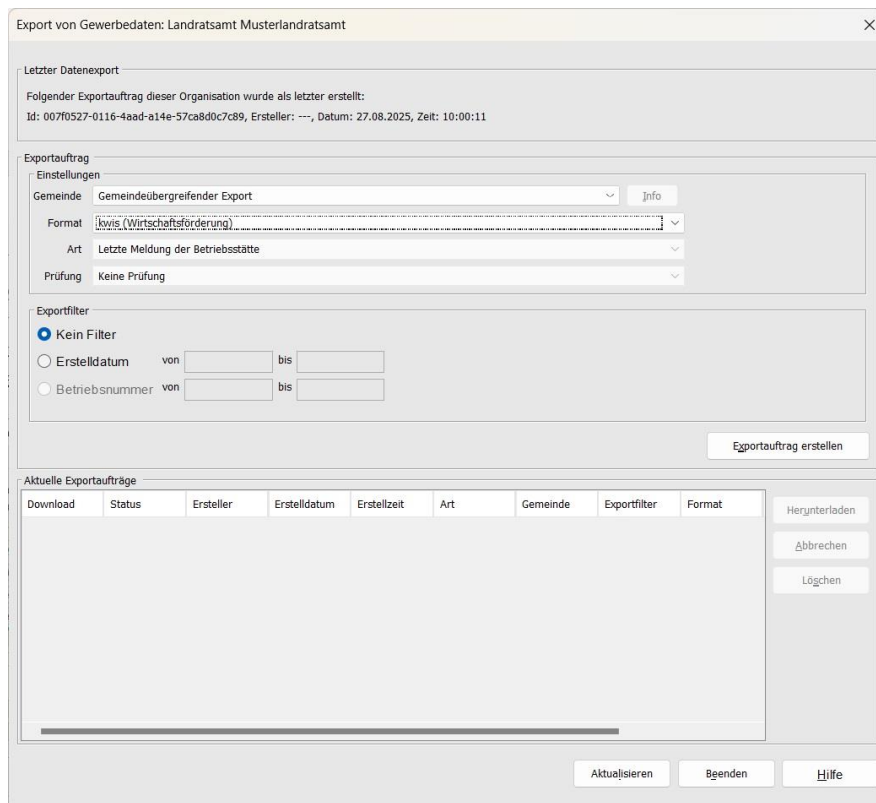 Export von Gewerbedaten: Landratsamt Musterlandratsamt
Letzter Datenexport
Folgender Exportauftrag dieser Organisation wurde als letzter erstellt:
Id: 007f0527-0116-4aad-a14e-57ca8d0c7c89, Ersteller: ---, Datum: 27.08.2025, Zeit: 10:00:11
Exportauftrag
Einstellungen
Gemeinde Gemeindeübergreifender Export Info
Format kwis (Wirtschaftsförderung)
Art Letzte Meldung der Betriebsstätte
Prüfung Keine Prüfung
Exportfilter
Kein Filter
Erstelldatum von bis
Betriebsnummer von bis
Exportauftrag erstellen
Aktuelle Exportaufträge
Download Status Ersteller Erstelldatum Erstellzeit Art Gemeinde Exportfilter Format
Herunterladen
Abbrechen
Löschen
Aktualisieren Beenden Hilfe